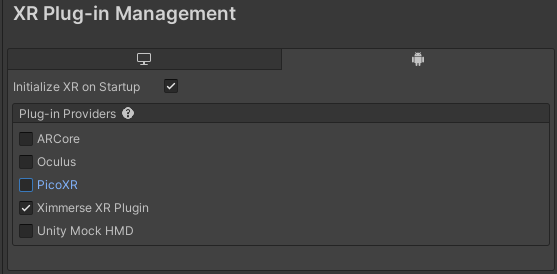 XR Plug-in Management
Initialize XR on Startup
Plug-in Providers
ARCore
Oculus
PicoXR
Ximmerse XR Plugin
Unity Mock HMD